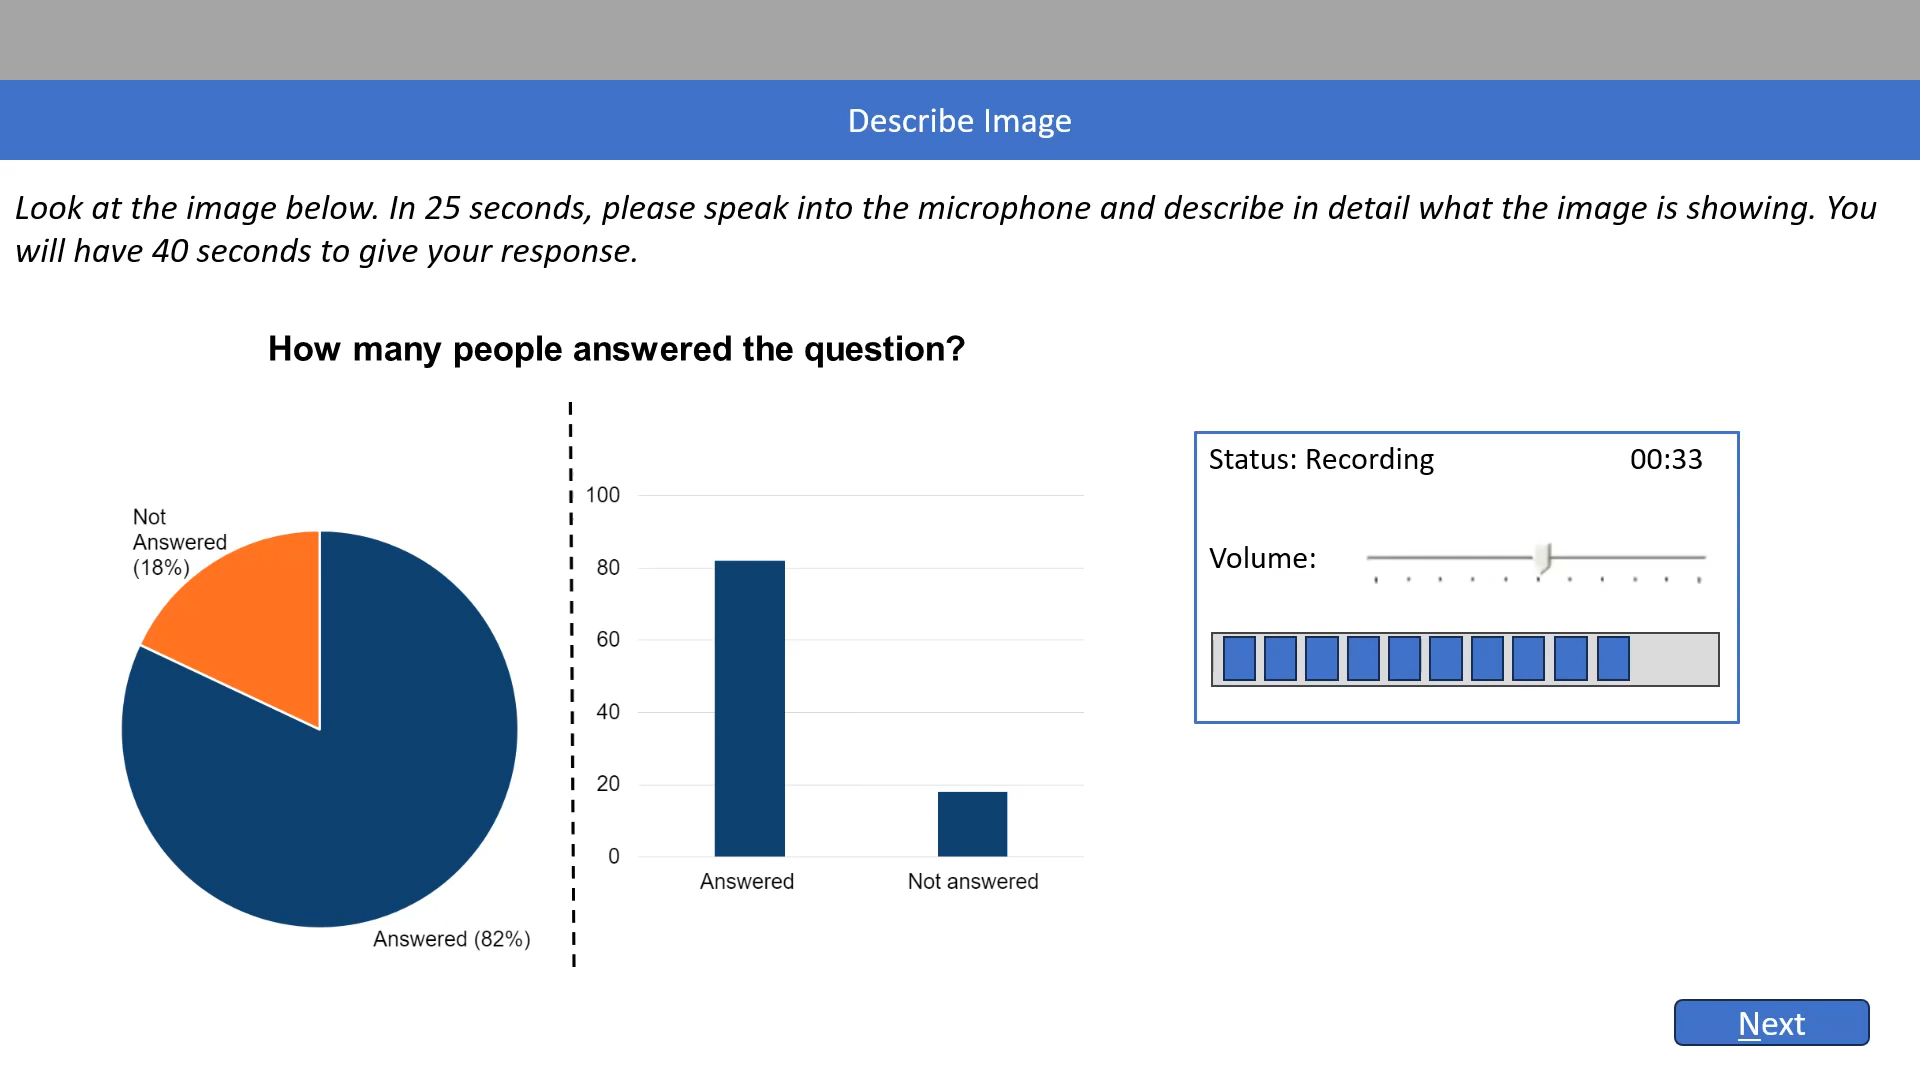 Describe Image
Look at the image below. In 25 seconds, please speak into the microphone and describe in detail what the image is showing. You
will have 40 seconds to give your response.
How many people answered the question?
Not
Answered
(18%)
Answered (82%)
100
80
60
40
20
0
Answered
Not answered
Status: Recording
00:33
Volume:
Next